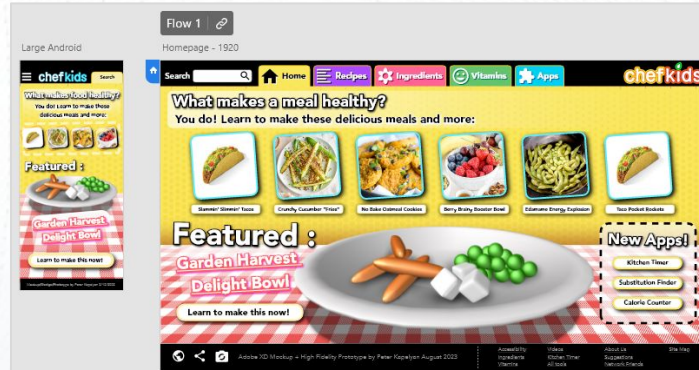 Flow 1
Large Android
Homepage - 1920
chefkids
Search
What makes food healthy?
You do! Learn to make these
delicious meals and more:
Featured :
Garden Harvest
Delight Bowl
Learn to make this now!
Search
Home
Recipes
Ingredients
Vitamins
Apps
chefkids
What makes a meal healthy?
You do! Learn to make these delicious meals and more:
Slammin' Slimmin' Tacos
Crunchy Cucumber "Fries"
No Bake Oatmeal Cookies
Berry Brainy Booster Bowl
Edamame Energy Explosion
Taco Pocket Rockets
Featured :
Garden Harvest
Delight Bowl
Learn to make this now!
New Apps!
Kitchen Timer
Substitution Finder
Calorie Counter
Adobe XD Mockup + High Fidelity Prototype by Peter Kapelyon August 2023
Accessibility
Ingredients
Vitamins
Videos
Kitchen Timer
All tools
About Us
Suggestions
Network Friends
Site Map